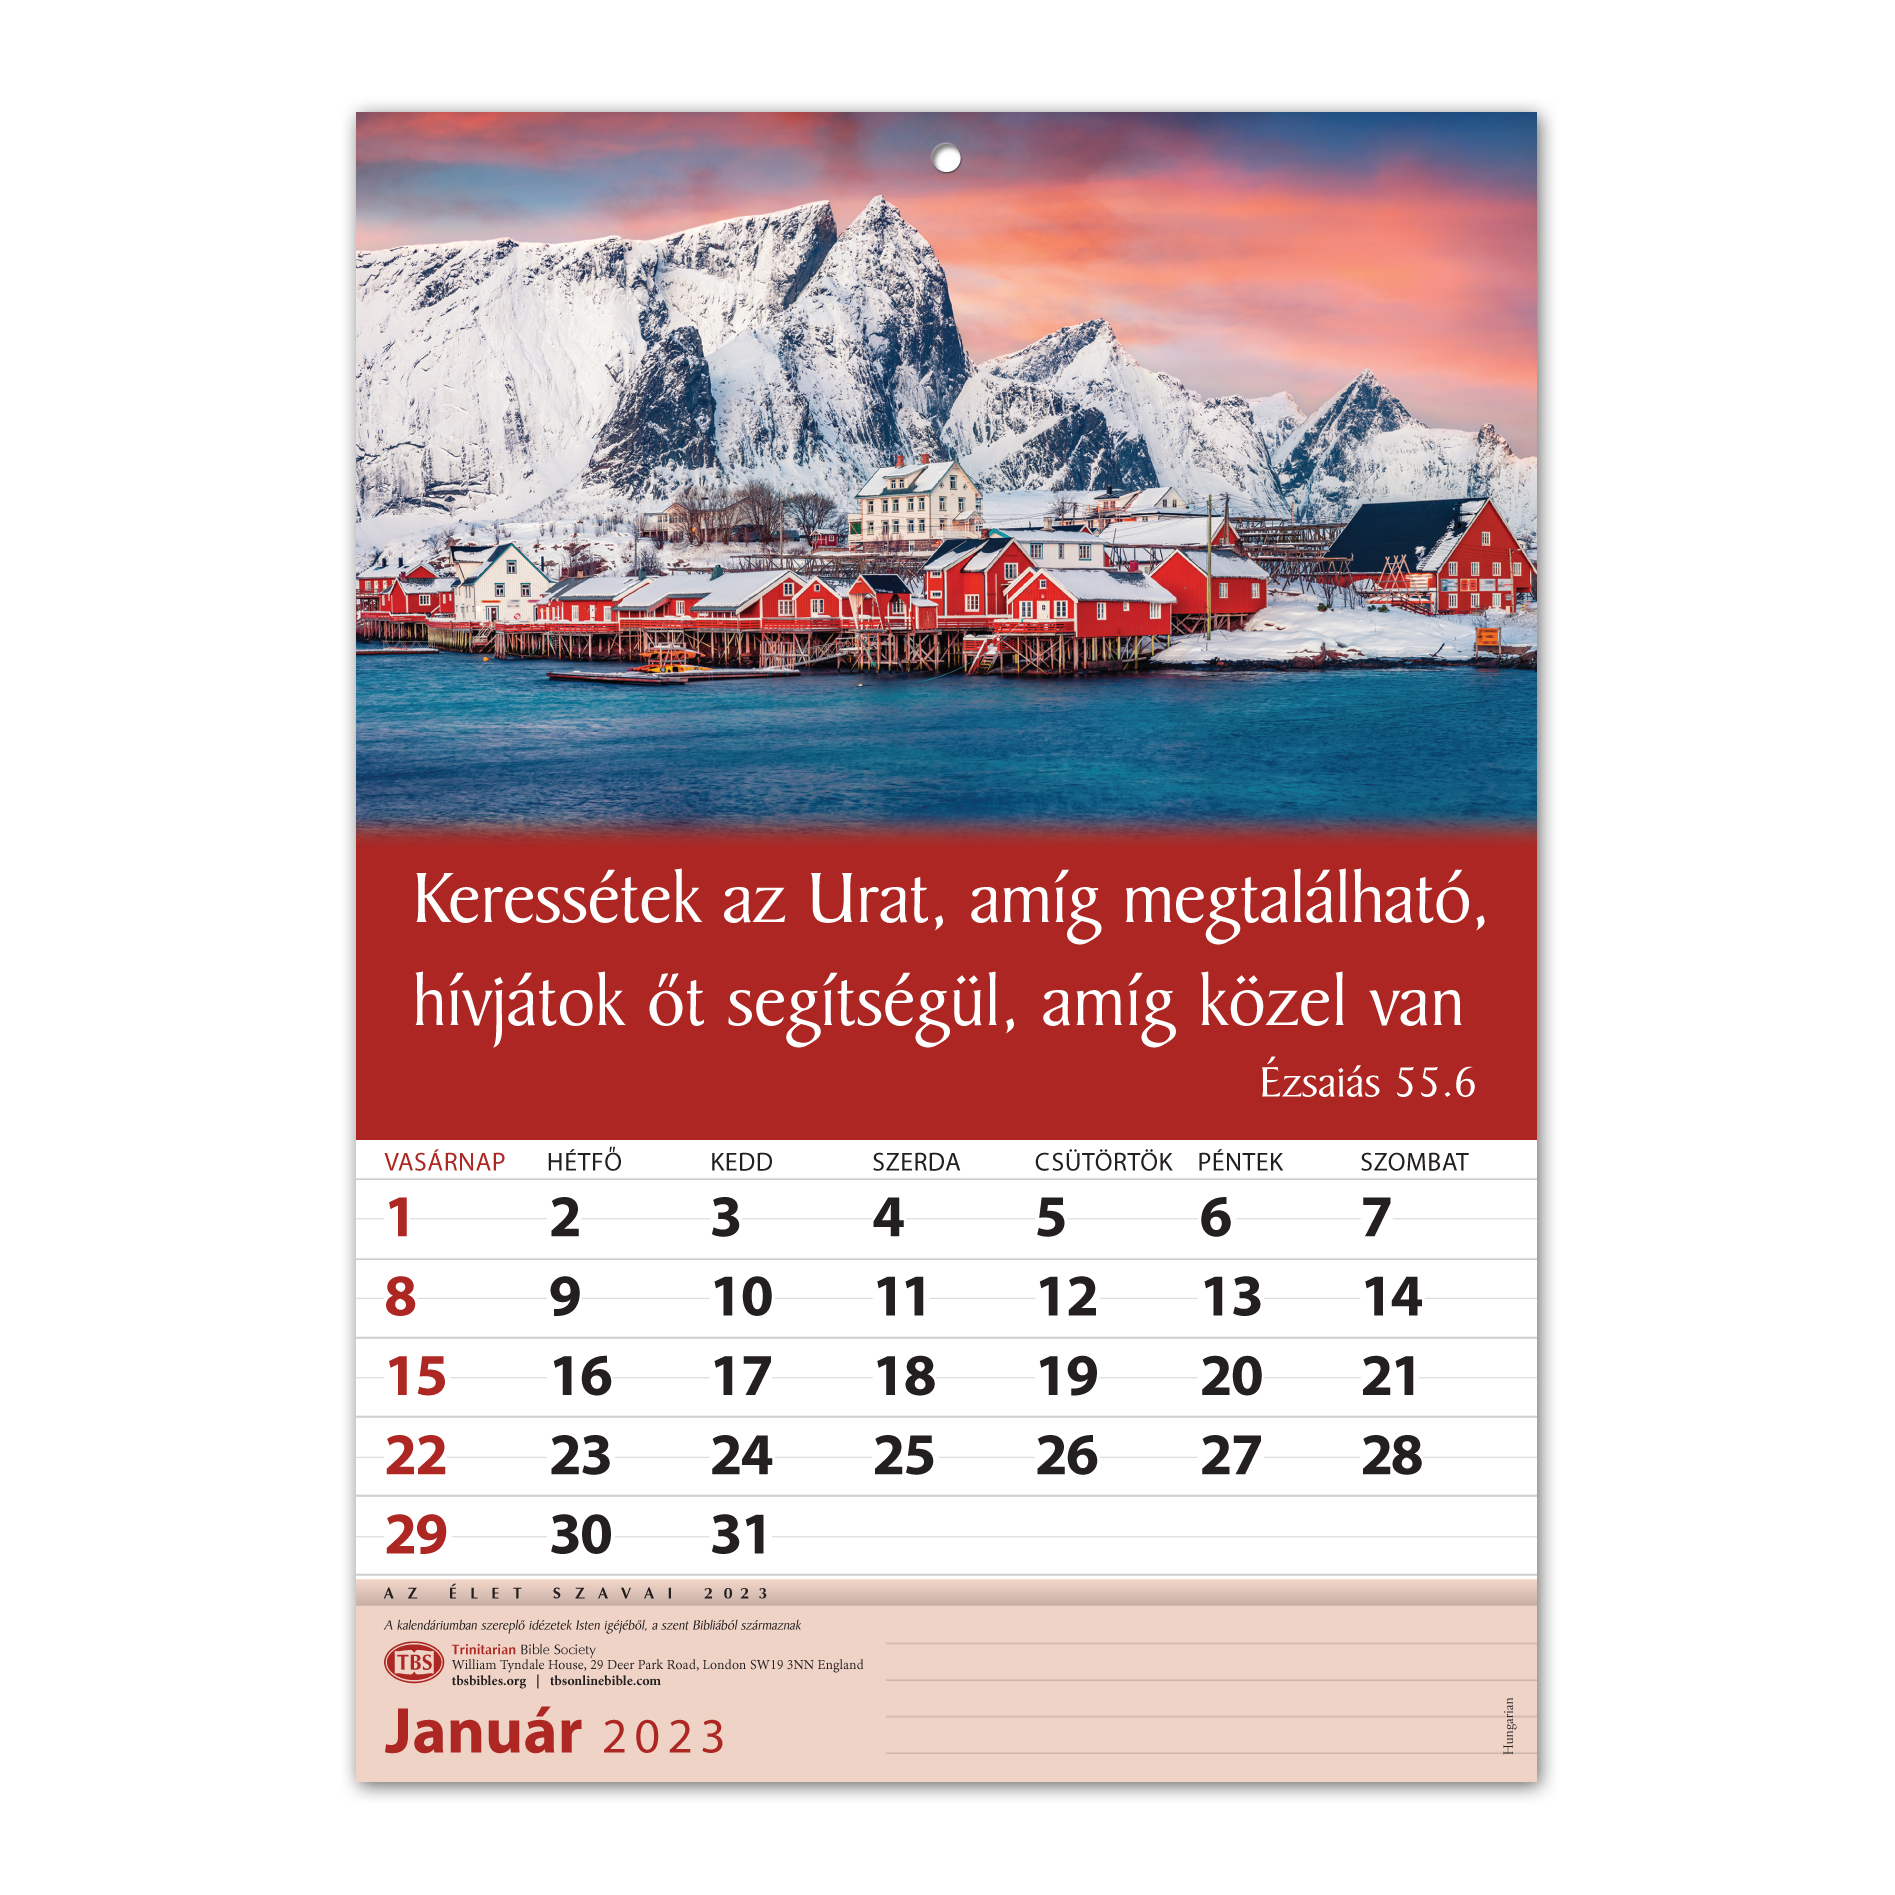 Keressétek az Urat, amíg megtalálható,
hívjátok őt segítségül, amíg közel van
Ézsaiás 55.6
VASÁRNAP HÉTFŐ KEDD SZERDA CSÜTÖRTÖK PÉNTEK SZOMBAT
1 2 3 4 5 6 7
8 9 10 11 12 13 14
15 16 17 18 19 20 21
22 23 24 25 26 27 28
29 30 31
AZ ÉLET SZAVAI 2023
A kalendáriumban szereplő idézetek Isten igéjéből, a szent Bibliából származnak
TBS
Trinitarian Bible Society
William Tyndale House, 29 Deer Park Road, London SW19 3NN England
tbsbibles.org | tbsonlinebible.com
Január 2023
Hungarian